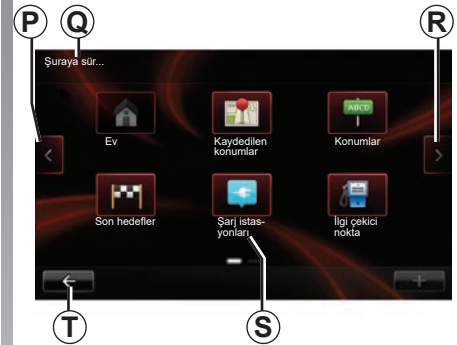 P Q R
Şuraya sür...
ABCD
Ev
Kaydedilen
konumlar
Konumlar
Son hedefler
Şarj istas-
yonları
İlgi çekici
nokta
T S